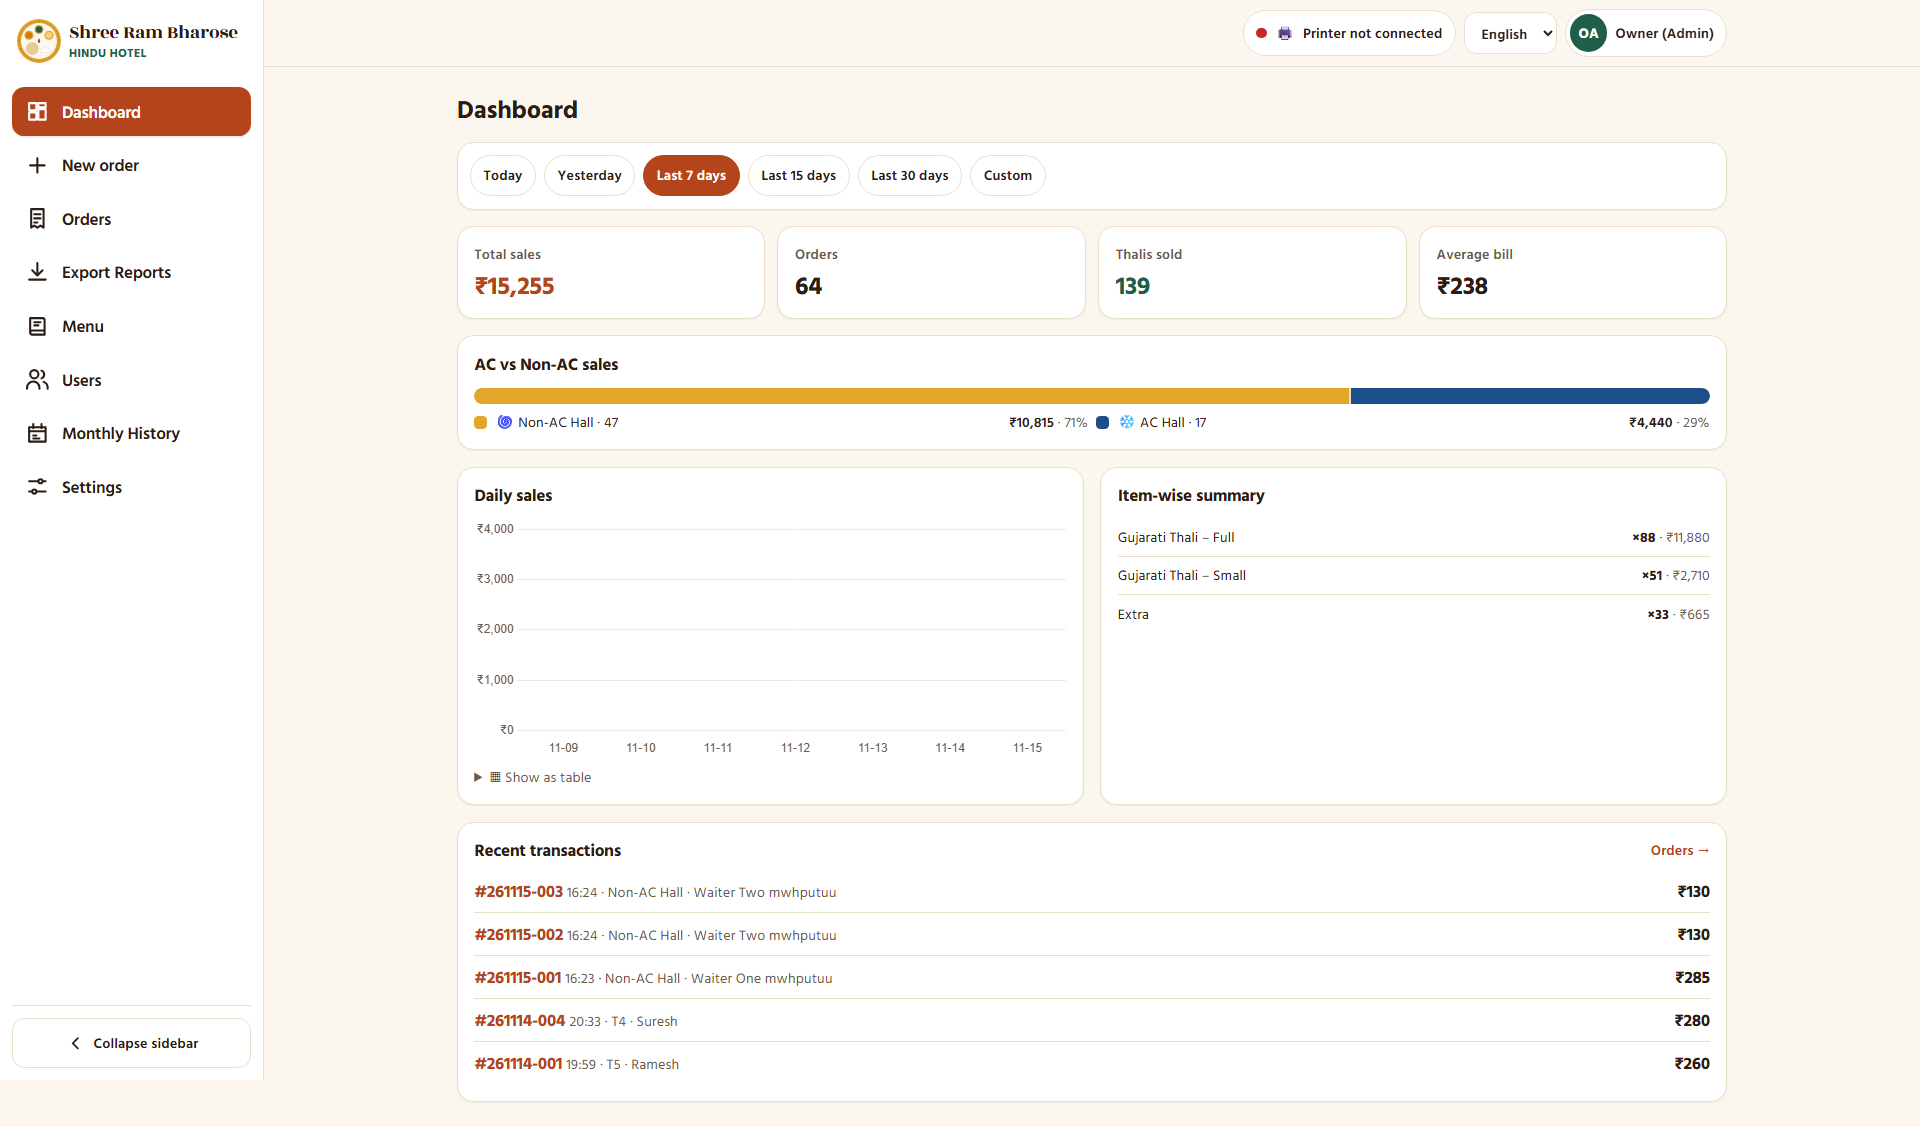 Shree Ram Bharose
HINDU HOTEL
Printer not connected
English
OA
Owner (Admin)
Dashboard
New order
Orders
Export Reports
Menu
Users
Monthly History
Settings
Collapse sidebar
Dashboard
Today
Yesterday
Last 7 days
Last 15 days
Last 30 days
Custom
Total sales
₹15,255
Orders
64
Thalis sold
139
Average bill
₹238
AC vs Non-AC sales
Non-AC Hall · 47
₹10,815 · 71%
AC Hall · 17
₹4,440 · 29%
Daily sales
₹4,000
₹3,000
₹2,000
₹1,000
₹0
11-09 11-10 11-11 11-12 11-13 11-14 11-15
▶ ▦ Show as table
Item-wise summary
Gujarati Thali – Full ×88 · ₹11,880
Gujarati Thali – Small ×51 · ₹2,710
Extra ×33 · ₹665
Recent transactions
Orders →
#261115-003 16:24 · Non-AC Hall · Waiter Two mwhputuu ₹130
#261115-002 16:24 · Non-AC Hall · Waiter Two mwhputuu ₹130
#261115-001 16:23 · Non-AC Hall · Waiter One mwhputuu ₹285
#261114-004 20:33 · T4 · Suresh ₹280
#261114-001 19:59 · T5 · Ramesh ₹260